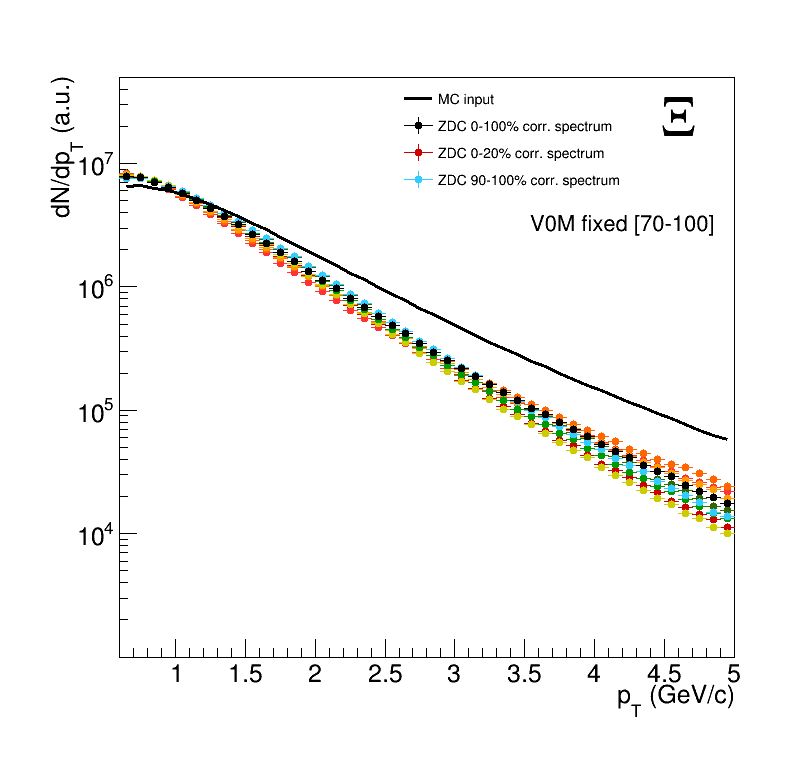 dN/dp_T (a.u.)
MC input
ZDC 0-100% corr. spectrum
ZDC 0-20% corr. spectrum
ZDC 90-100% corr. spectrum
Ξ
V0M fixed [70-100]
10^7
10^6
10^5
10^4
1 1.5 2 2.5 3 3.5 4 4.5 5
p_T (GeV/c)